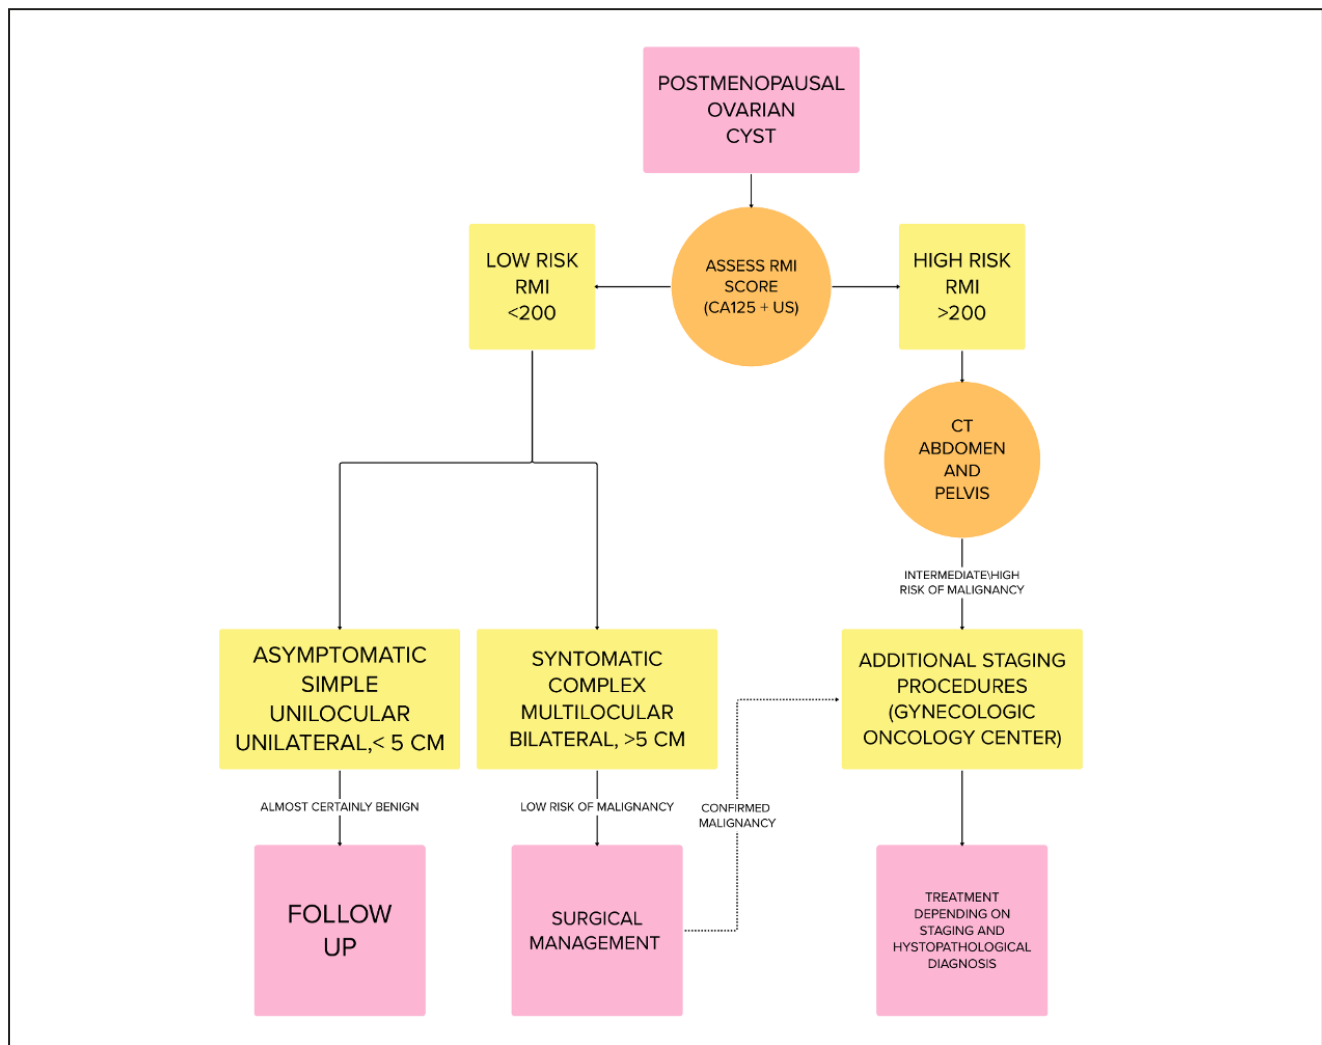 POSTMENOPAUSAL
OVARIAN
CYST
LOW RISK
RMI
<200
ASSESS RMI
SCORE
(CA125 + US)
HIGH RISK
RMI
>200
CT
ABDOMEN
AND
PELVIS
INTERMEDIATE\HIGH
RISK OF MALIGNANCY
ASYMPTOMATIC
SIMPLE
UNILOCULAR
UNILATERAL,< 5 CM
SYNTOMATIC
COMPLEX
MULTILOCULAR
BILATERAL, >5 CM
ADDITIONAL STAGING
PROCEDURES
(GYNECOLOGIC
ONCOLOGY CENTER)
ALMOST CERTAINLY BENIGN
LOW RISK OF MALIGNANCY
CONFIRMED
MALIGNANCY
FOLLOW
UP
SURGICAL
MANAGEMENT
TREATMENT
DEPENDING ON
STAGING AND
HYSTOPATHOLOGICAL
DIAGNOSIS